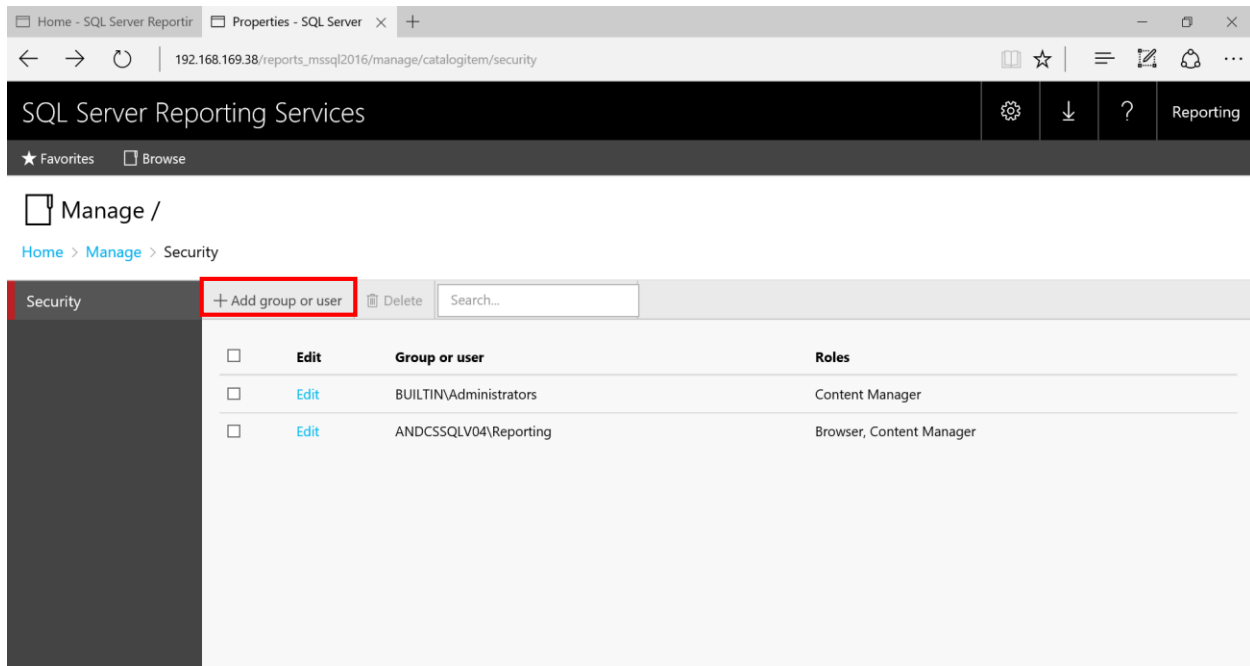 Home - SQL Server Reportir Properties - SQL Server
192.168.169.38/reports_mssql2016/manage/catalogitem/security
SQL Server Reporting Services ? Reporting
Favorites Browse
Manage /
Home > Manage > Security
Security + Add group or user Delete Search...
Edit Group or user Roles
Edit BUILTIN\Administrators Content Manager
Edit ANDCSSQLV04\Reporting Browser, Content Manager